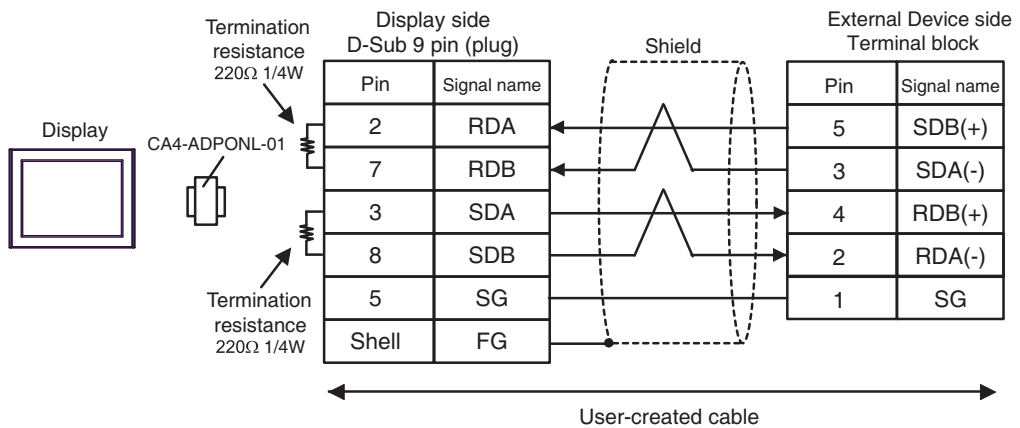 Termination
resistance
220Ω 1/4W
Display side
D-Sub 9 pin (plug)
Shield
External Device side
Terminal block
Display
CA4-ADPONL-01
Pin Signal name
2 RDA
7 RDB
3 SDA
8 SDB
5 SG
Shell FG
Pin Signal name
5 SDB(+)
3 SDA(-)
4 RDB(+)
2 RDA(-)
1 SG
Termination
resistance
220Ω 1/4W
User-created cable